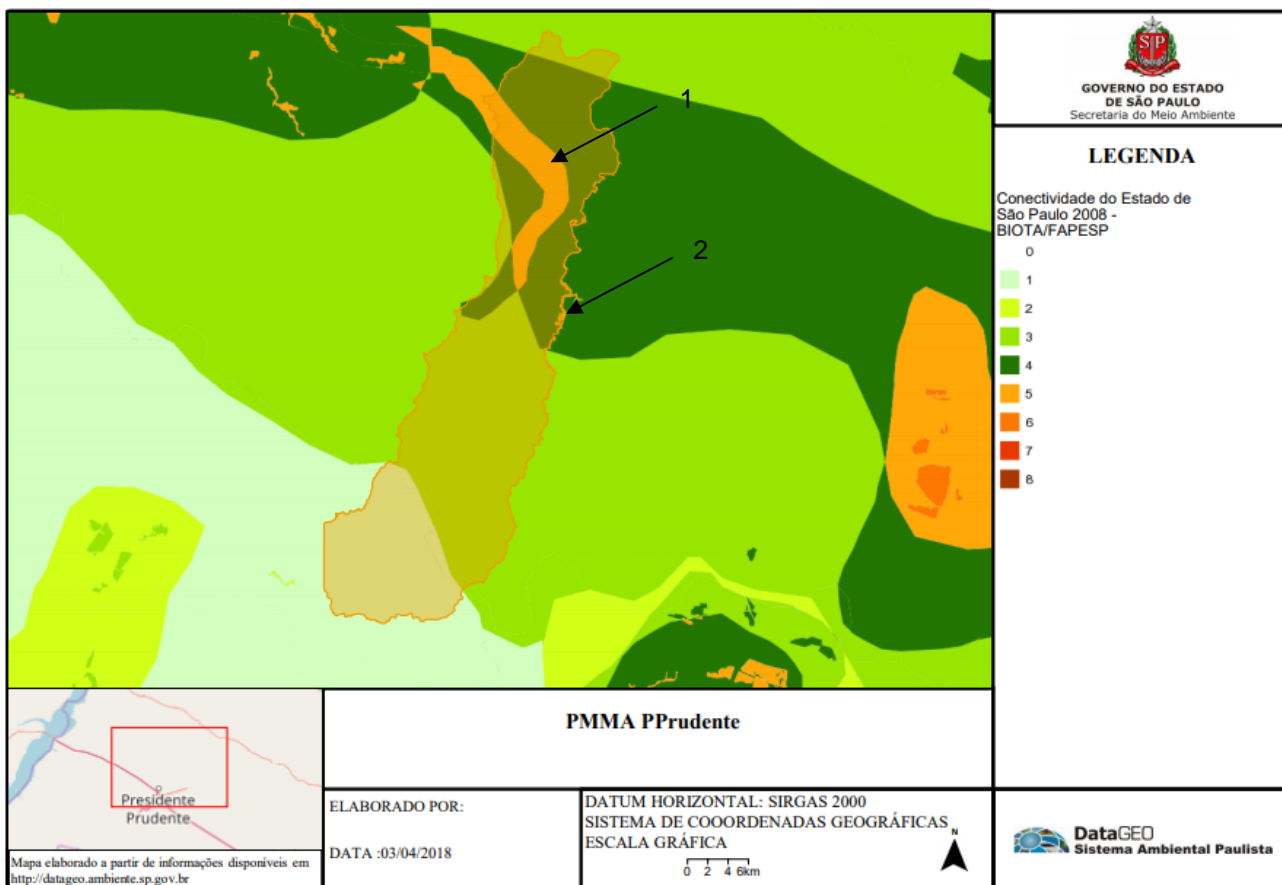 1
2
SP
GOVERNO DO ESTADO
DE SÃO PAULO
Secretaria do Meio Ambiente
LEGENDA
Conectividade do Estado de
São Paulo 2008 -
BIOTA/FAPESP
0
1
2
3
4
5
6
7
8
Presidente
Prudente
Mapa elaborado a partir de informações disponíveis em
http://datageo.ambiente.sp.gov.br
PMMA PPrudente
ELABORADO POR:
DATA :03/04/2018
DATUM HORIZONTAL: SIRGAS 2000
SISTEMA DE COOORDENADAS GEOGRÁFICAS
ESCALA GRÁFICA
0 2 4 6km
N
DataGEO
Sistema Ambiental Paulista